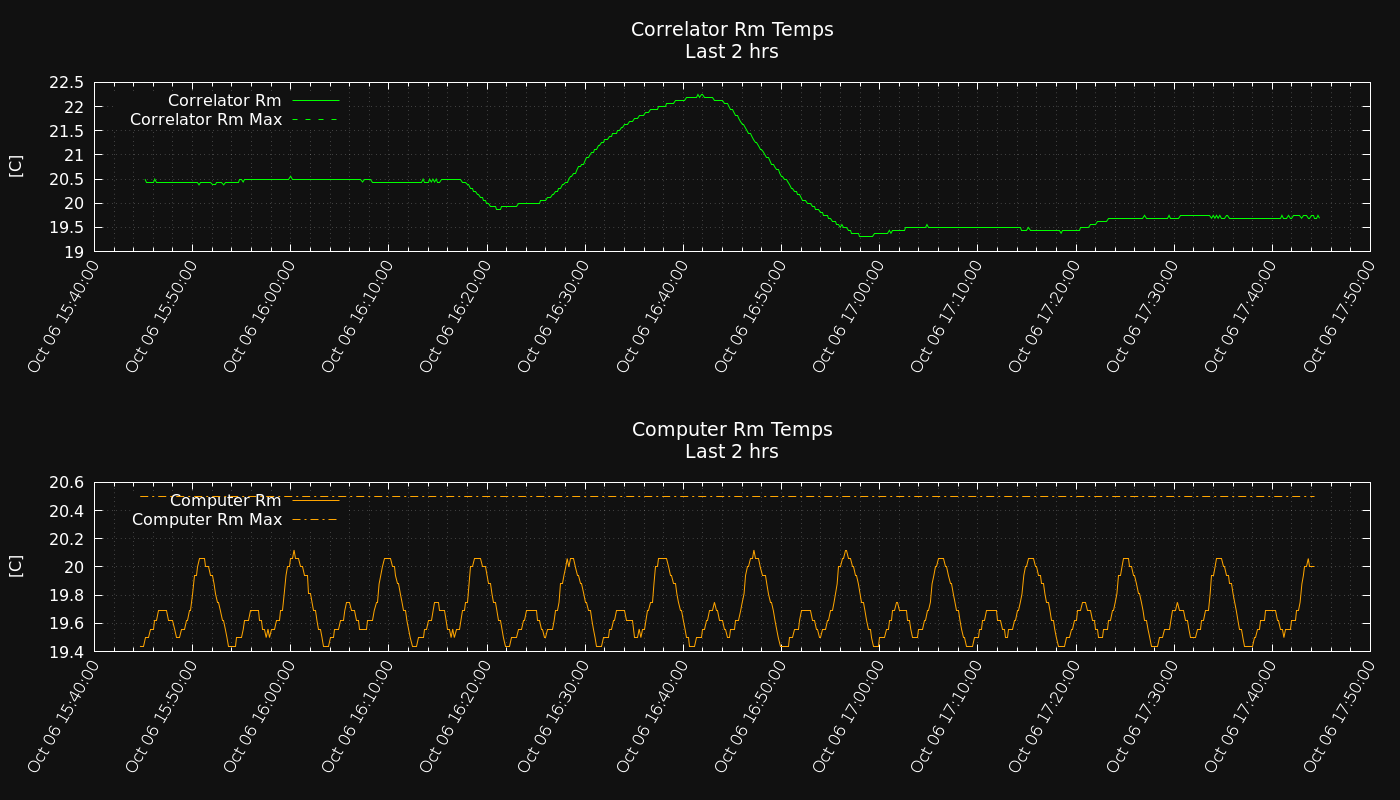 Correlator Rm Temps
Last 2 hrs
22.5
22
21.5
21
20.5
20
19.5
19
[C]
Correlator Rm
Correlator Rm Max
Oct 06 15:40:00
Oct 06 15:50:00
Oct 06 16:00:00
Oct 06 16:10:00
Oct 06 16:20:00
Oct 06 16:30:00
Oct 06 16:40:00
Oct 06 16:50:00
Oct 06 17:00:00
Oct 06 17:10:00
Oct 06 17:20:00
Oct 06 17:30:00
Oct 06 17:40:00
Oct 06 17:50:00
Computer Rm Temps
Last 2 hrs
20.6
20.4
20.2
20
19.8
19.6
19.4
[C]
Computer Rm
Computer Rm Max
Oct 06 15:40:00
Oct 06 15:50:00
Oct 06 16:00:00
Oct 06 16:10:00
Oct 06 16:20:00
Oct 06 16:30:00
Oct 06 16:40:00
Oct 06 16:50:00
Oct 06 17:00:00
Oct 06 17:10:00
Oct 06 17:20:00
Oct 06 17:30:00
Oct 06 17:40:00
Oct 06 17:50:00